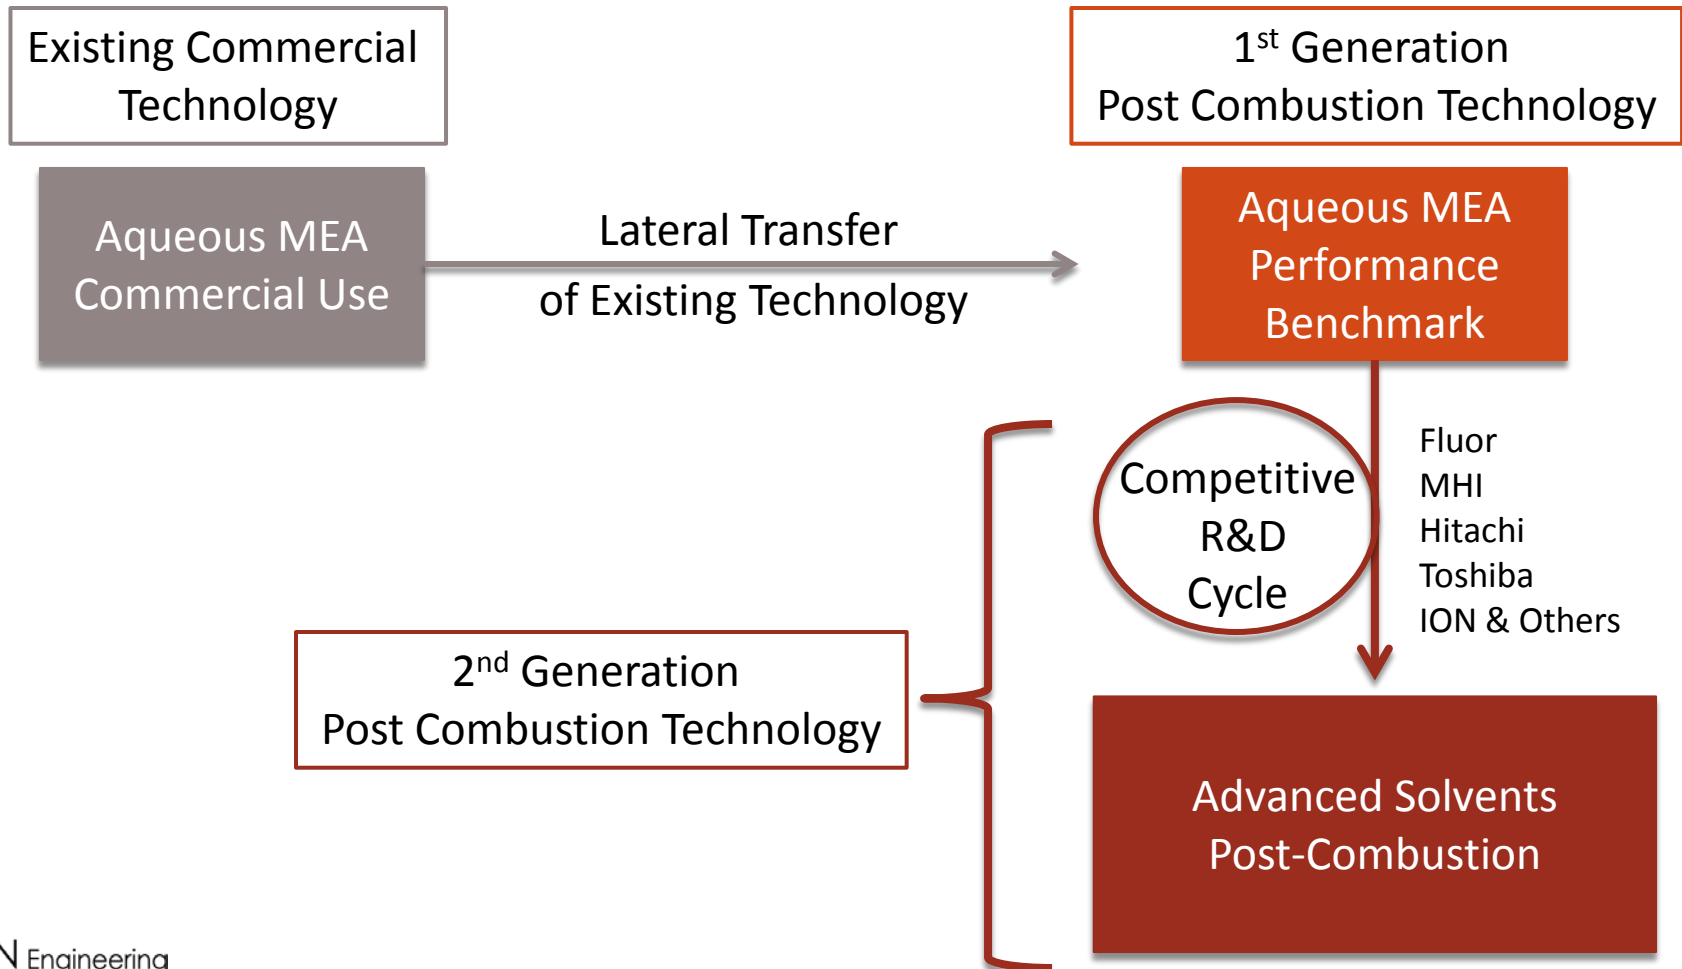 Existing Commercial
Technology
1st Generation
Post Combustion Technology
Aqueous MEA
Commercial Use
Lateral Transfer
of Existing Technology
Aqueous MEA
Performance
Benchmark
Competitive
R&D
Cycle
Fluor
MHI
Hitachi
Toshiba
ION & Others
2nd Generation
Post Combustion Technology
Advanced Solvents
Post-Combustion
N Engineering